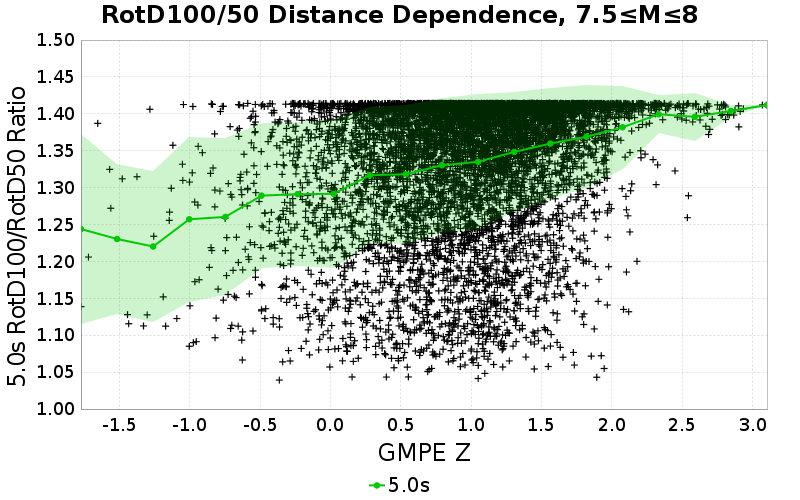 RotD100/50 Distance Dependence, 7.5≤M≤8
5.0s RotD100/RotD50 Ratio
1.50
1.45
1.40
1.35
1.30
1.25
1.20
1.15
1.10
1.05
1.00
-1.5 -1.0 -0.5 0.0 0.5 1.0 1.5 2.0 2.5 3.0
GMPE Z
5.0s